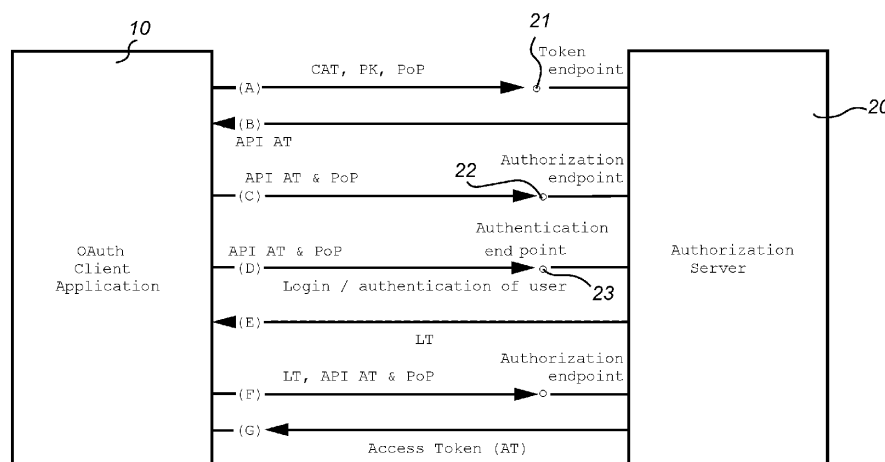 10
21
Token
endpoint
CAT, PK, PoP
(A)
20
(B)
API AT
Authorization
endpoint
API AT & PoP
22
(C)
Authentication
end point
API AT & PoP
(D)
Login / authentication of user
23
OAuth
Client
Application
Authorization
Server
(E)
LT
Authorization
endpoint
LT, API AT & PoP
(F)
(G)
Access Token (AT)